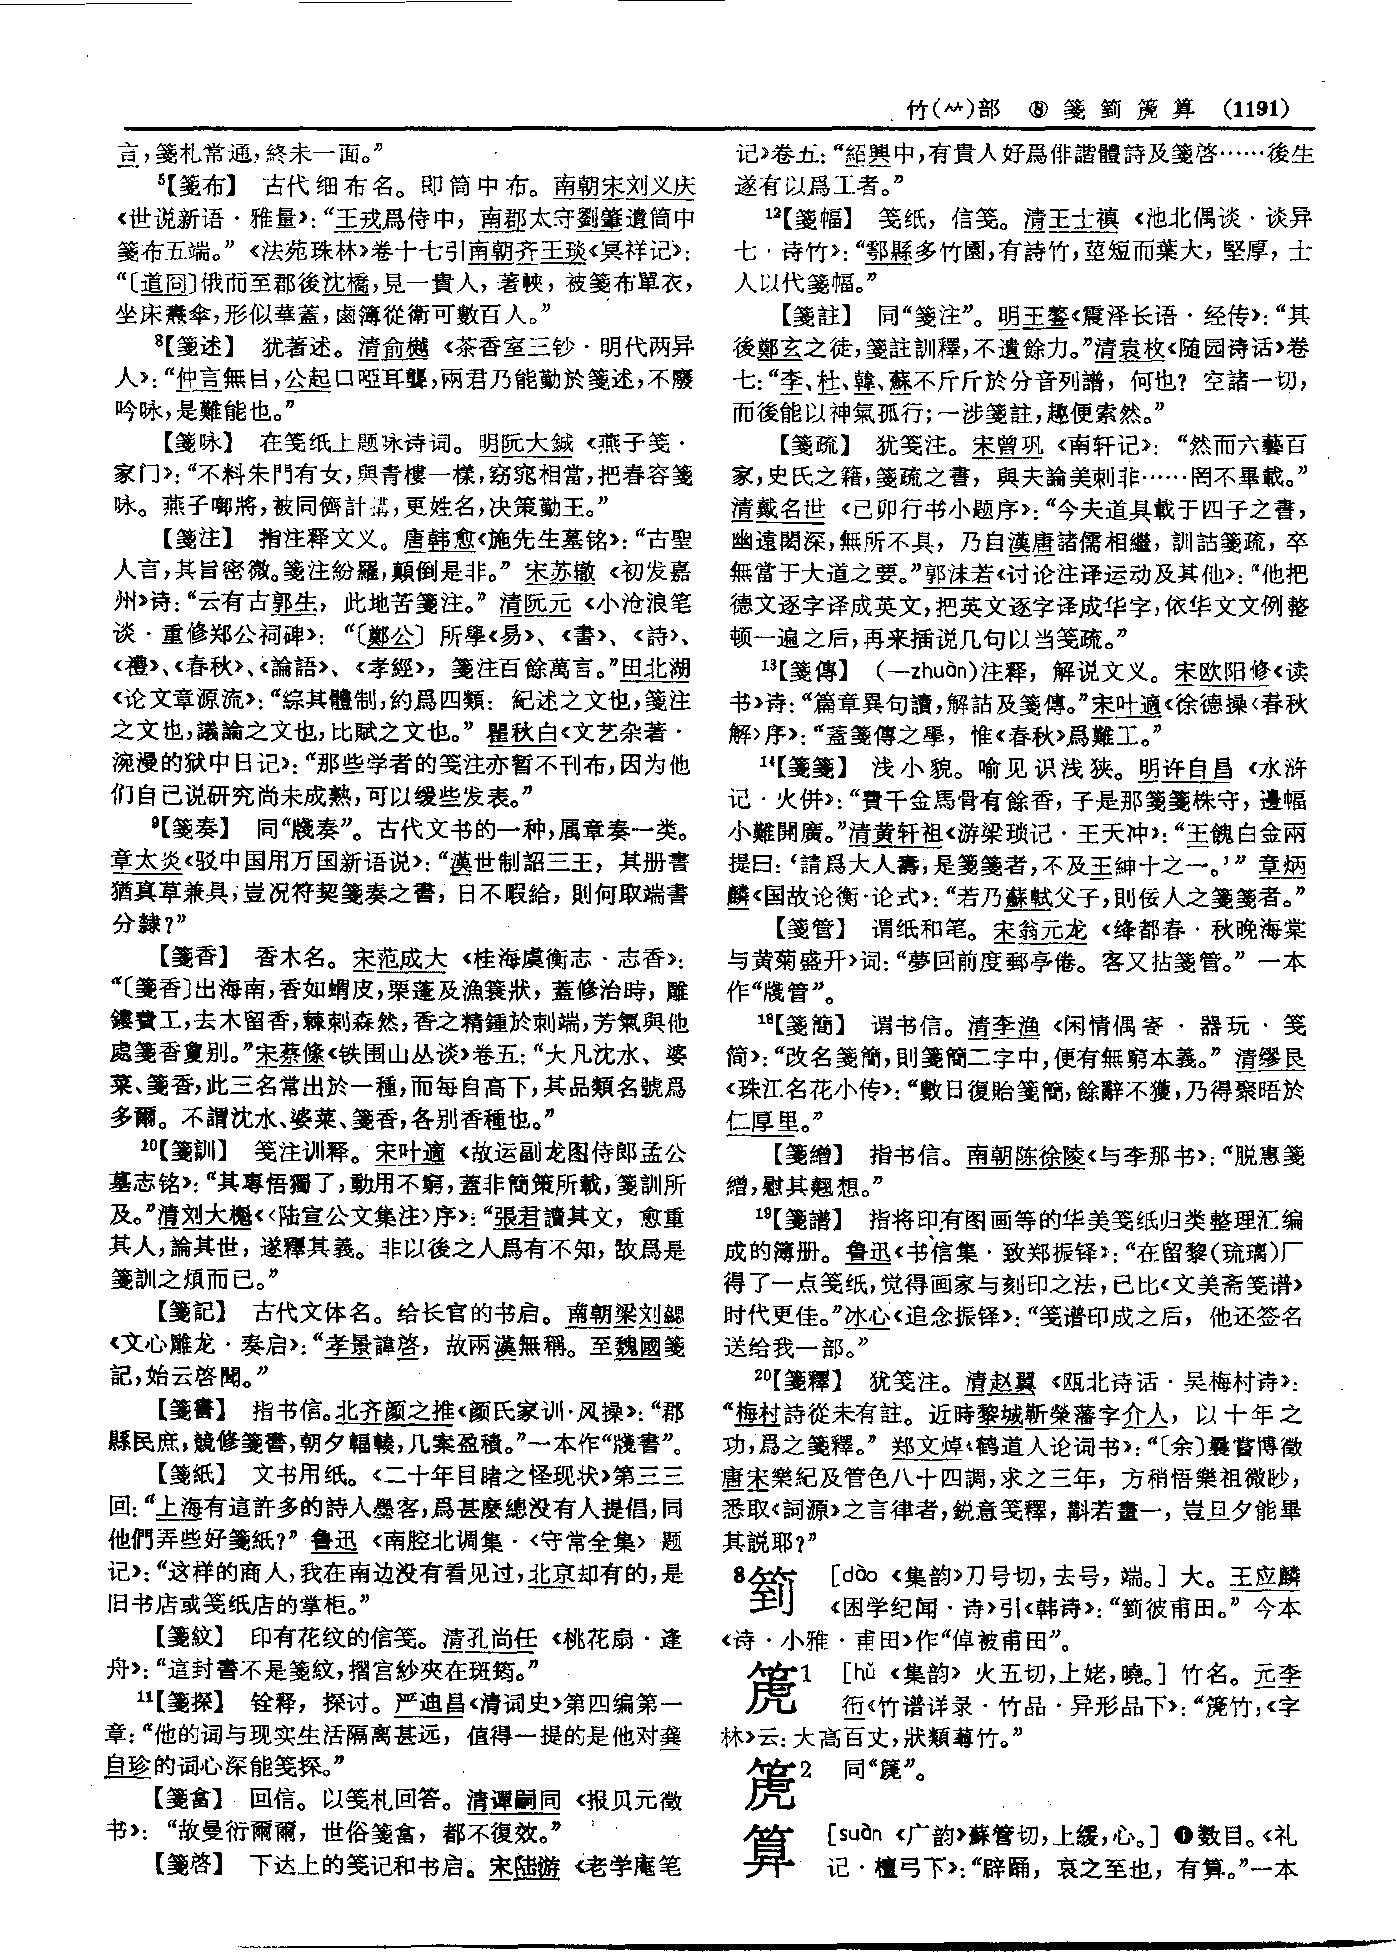 竹(⺮)部 ⑧ 箋 箌 箎 算 (1191)
言，箋札常通，終未一面。”
⁵【箋布】 古代细布名。即筒中布。南朝宋刘义庆
《世说新语·雅量》：“王戎爲侍中，南郡太守劉肇遺筒中
箋布五端。”《法苑珠林》卷十七引南朝齐王琰《冥祥记》：
“〔道冏〕俄而至郡後沈橋，見一貴人，著帢，被箋布單衣，
坐床燾傘，形似華蓋，鹵簿從衛可數百人。”
⁸【箋述】 犹著述。清俞樾《茶香室三钞·明代两异
人》：“仲言無目，公起口啞耳聾，兩君乃能勤於箋述，不廢
吟咏，是難能也。”
【箋咏】 在笺纸上题咏诗词。明阮大鋮《燕子笺·
家门》：“不料朱門有女，與青樓一樣，窈窕相當，把春容箋
咏。燕子啣將，被同儕計講，更姓名，决策勤王。”
【箋注】 指注释文义。唐韩愈《施先生墓铭》：“古聖
人言，其旨密微。箋注紛羅，顛倒是非。”宋苏辙《初发嘉
州》诗：“云有古郭生，此地苦箋注。”清阮元《小沧浪笔
谈·重修郑公祠碑》：“〔鄭公〕所學《易》、《書》、《詩》、
《禮》、《春秋》、《論語》、《孝經》，箋注百餘萬言。”田北湖
《论文章源流》：“綜其體制，約爲四類：紀述之文也，箋注
之文也，議論之文也，比賦之文也。”瞿秋白《文艺杂著·
涴漫的狱中日记》：“那些学者的笺注亦暂不刊布，因为他
们自己说研究尚未成熟，可以缓些发表。”
⁹【箋奏】 同“牋奏”。古代文书的一种，属章奏一类。
章太炎《驳中国用万国新语说》：“漢世制詔三王，其册書
猶真草兼具，豈况符契箋奏之書，日不暇給，則何取端書
分隸？”
【箋香】 香木名。宋范成大《桂海虞衡志·志香》：
“〔箋香〕出海南，香如蝟皮，栗蓬及漁簑狀，蓋修治時，雕
鏤費工，去木留香，棘刺森然，香之精鍾於刺端，芳氣與他
處箋香夐别。”宋蔡絛《铁围山丛谈》卷五：“大凡沈水、婆
菜、箋香，此三名常出於一種，而每自高下，其品類名號爲
多爾。不謂沈水、婆菜、箋香，各别香種也。”
¹⁰【箋訓】 笺注训释。宋叶適《故运副龙图侍郎孟公
墓志铭》：“其專悟獨了，動用不窮，蓋非簡策所載，箋訓所
及。”清刘大櫆《〈陆宣公文集注〉序》：“張君讀其文，愈重
其人，論其世，遂釋其義。非以後之人爲有不知，故爲是
箋訓之煩而已。”
【箋記】 古代文体名。给长官的书启。南朝梁刘勰
《文心雕龙·奏启》：“孝景諱啓，故兩漢無稱。至魏國箋
記，始云啓聞。”
【箋書】 指书信。北齐颜之推《颜氏家训·风操》：“郡
縣民庶，競修箋書，朝夕輻輳，几案盈積。”一本作“牋書”。
【箋紙】 文书用纸。《二十年目睹之怪现状》第三三
回：“上海有這許多的詩人墨客，爲甚麽總没有人提倡，同
他們弄些好箋紙？”鲁迅《南腔北调集·〈守常全集〉题
记》：“这样的商人，我在南边没有看见过，北京却有的，是
旧书店或笺纸店的掌柜。”
【箋紋】 印有花纹的信笺。清孔尚任《桃花扇·逢
舟》：“這封書不是箋紋，摺宫紗夾在斑筠。”
¹¹【箋探】 铨释，探讨。严迪昌《清词史》第四编第一
章：“他的词与现实生活隔离甚远，值得一提的是他对龚
自珍的词心深能笺探。”
【箋畣】 回信。以笺札回答。清谭嗣同《报贝元徵
书》：“故曼衍爾爾，世俗箋畣，都不復效。”
【箋啓】 下达上的笺记和书启。宋陆游《老学庵笔
记》卷五：“紹興中，有貴人好爲俳諧體詩及箋啓……後生
遂有以爲工者。”
¹²【箋幅】 笺纸，信笺。清王士禛《池北偶谈·谈异
七·诗竹》：“鄠縣多竹園，有詩竹，莖短而葉大，堅厚，士
人以代箋幅。”
【箋註】 同“箋注”。明王鏊《震泽长语·经传》：“其
後鄭玄之徒，箋註訓釋，不遺餘力。”清袁枚《随园诗话》卷
七：“李、杜、韓、蘇不斤斤於分音列譜，何也？空諸一切，
而後能以神氣孤行；一涉箋註，趣便索然。”
【箋疏】 犹笺注。宋曾巩《南轩记》：“然而六藝百
家，史氏之籍，箋疏之書，與夫論美刺非……罔不畢載。”
清戴名世《己卯行书小题序》：“今夫道具載于四子之書，
幽遠閎深，無所不具，乃自漢唐諸儒相繼，訓詁箋疏，卒
無當于大道之要。”郭沫若《讨论注译运动及其他》：“他把
德文逐字译成英文，把英文逐字译成华字，依华文文例整
顿一遍之后，再来插说几句以当笺疏。”
¹³【箋傳】 (—zhuàn)注释，解说文义。宋欧阳修《读
书》诗：“篇章異句讀，解詁及箋傳。”宋叶適《徐德操〈春秋
解〉序》：“蓋箋傳之學，惟《春秋》爲難工。”
¹⁴【箋箋】 浅小貌。喻见识浅狭。明许自昌《水浒
记·火併》：“費千金馬骨有餘香，子是那箋箋株守，邊幅
小難開廣。”清黄轩祖《游梁琐记·王天冲》：“王餽白金兩
提曰：‘請爲大人壽，是箋箋者，不及王紳十之一。’”章炳
麟《国故论衡·论式》：“若乃蘇軾父子，則佞人之箋箋者。”
【箋管】 谓纸和笔。宋翁元龙《绛都春·秋晚海棠
与黄菊盛开》词：“夢回前度郵亭倦。客又拈箋管。”一本
作“牋管”。
¹⁸【箋簡】 谓书信。清李渔《闲情偶寄·器玩·笺
简》：“改名箋簡，則箋簡二字中，便有無窮本義。”清缪艮
《珠江名花小传》：“數日復貽箋簡，餘辭不獲，乃得聚晤於
仁厚里。”
【箋繒】 指书信。南朝陈徐陵《与李那书》：“脱惠箋
繒，慰其翹想。”
¹⁹【箋譜】 指将印有图画等的华美笺纸归类整理汇编
成的簿册。鲁迅《书信集·致郑振铎》：“在留黎(琉璃)厂
得了一点笺纸，觉得画家与刻印之法，已比《文美斋笺谱》
时代更佳。”冰心《追念振铎》：“笺谱印成之后，他还签名
送给我一部。”
²⁰【箋釋】 犹笺注。清赵翼《瓯北诗话·吴梅村诗》：
“梅村詩從未有註。近時黎城靳榮藩字介人，以十年之
功，爲之箋釋。”郑文焯《鹤道人论词书》：“〔余〕曩嘗博徵
唐宋樂紀及管色八十四調，求之三年，方稍悟樂祖微眇，
悉取《詞源》之言律者，鋭意笺釋，斠若畫一，豈旦夕能畢
其説耶？”
⁸箌 [dào《集韵》刀号切，去号，端。] 大。王应麟
《困学纪闻·诗》引《韩诗》：“箌彼甫田。”今本
《诗·小雅·甫田》作“倬彼甫田”。
箎¹ [hǔ《集韵》火五切，上姥，曉。] 竹名。元李
衎《竹谱详录·竹品·异形品下》：“箎竹，《字
林》云：大高百丈，狀類䔿竹。”
箎² 同“篪”。
算 [suàn《广韵》蘇管切，上緩，心。] ❶数目。《礼
记·檀弓下》：“辟踊，哀之至也，有算。”一本